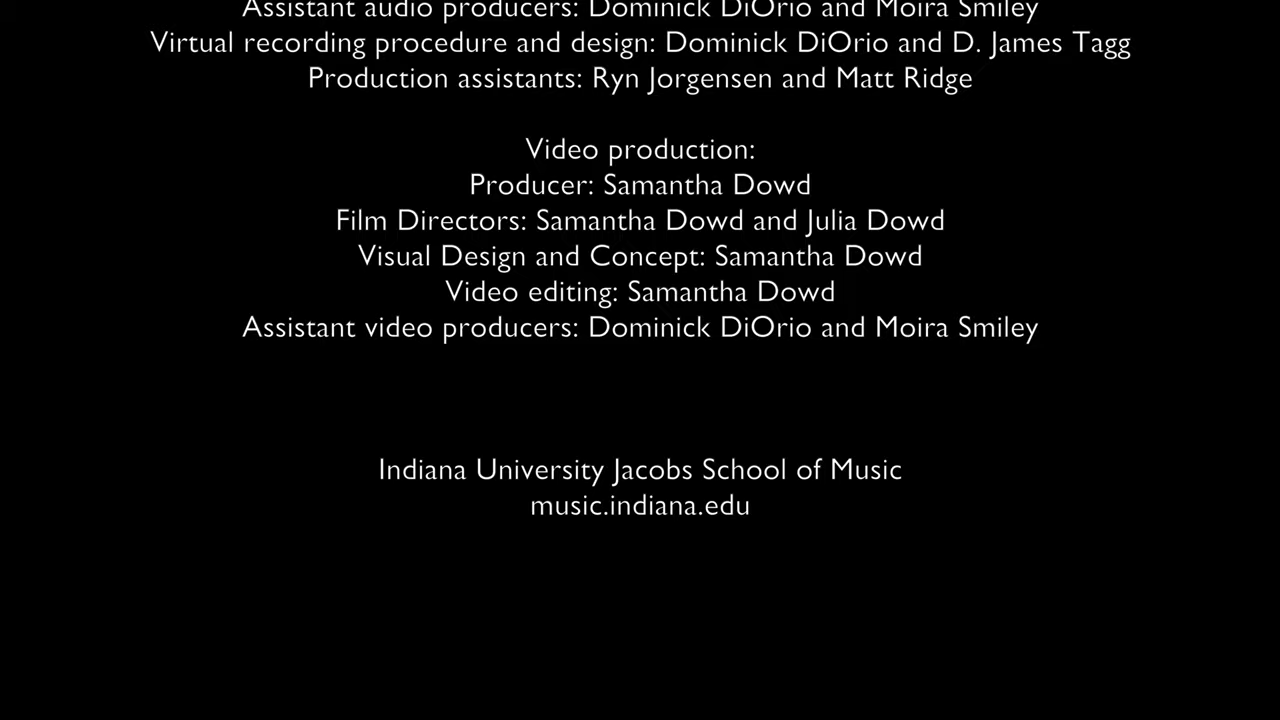 Assistant audio producers: Dominick DiOrio and Moira Smiley
Virtual recording procedure and design: Dominick DiOrio and D. James Tagg
Production assistants: Ryn Jorgensen and Matt Ridge
Video production:
Producer: Samantha Dowd
Film Directors: Samantha Dowd and Julia Dowd
Visual Design and Concept: Samantha Dowd
Video editing: Samantha Dowd
Assistant video producers: Dominick DiOrio and Moira Smiley
Indiana University Jacobs School of Music
music.indiana.edu